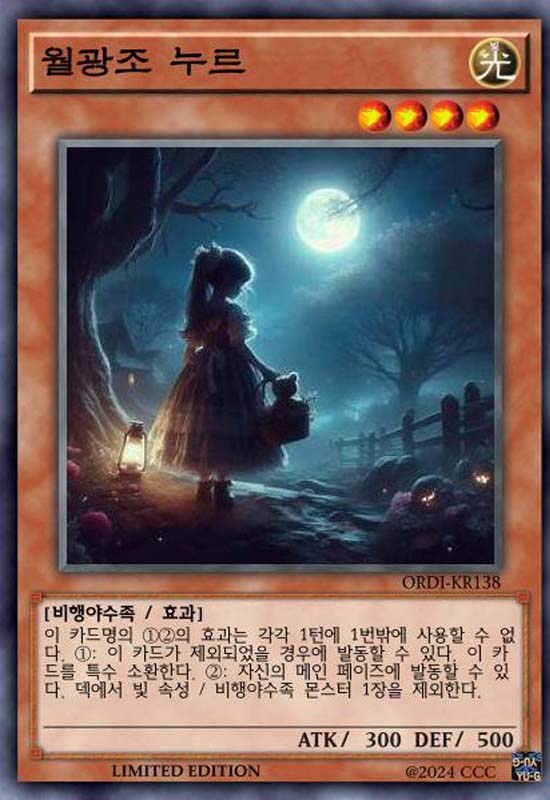 월광조 누르
光
ORDI-KR138
[비행야수족 / 효과]
이 카드명의 ①②의 효과는 각각 1턴에 1번밖에 사용할 수 없
다. ①: 이 카드가 제외되었을 경우에 발동할 수 있다. 이 카
드를 특수 소환한다. ②: 자신의 메인 페이즈에 발동할 수 있
다. 덱에서 빛 속성 / 비행야수족 몬스터 1장을 제외한다.
ATK/ 300 DEF/ 500
LIMITED EDITION
@2024 CCC